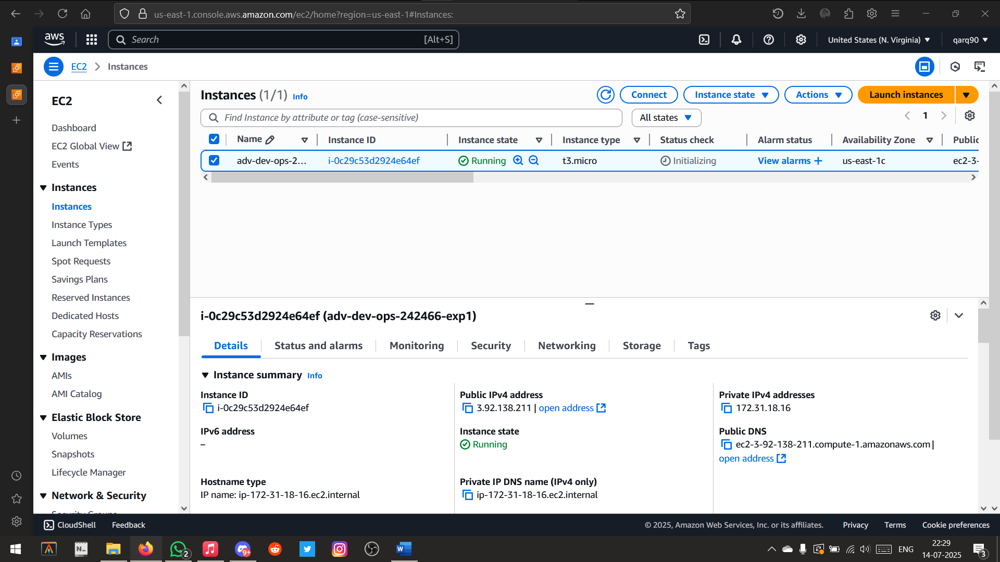 us-east-1.console.aws.amazon.com/ec2/home?region=us-east-1#Instances:
aws
Search
[Alt+S]
United States (N. Virginia)
qarq90
EC2
Instances
EC2
Dashboard
EC2 Global View
Events
Instances
Instances
Instance Types
Launch Templates
Spot Requests
Savings Plans
Reserved Instances
Dedicated Hosts
Capacity Reservations
Images
AMIs
AMI Catalog
Elastic Block Store
Volumes
Snapshots
Lifecycle Manager
Network & Security
Security Groups
Instances (1/1) Info
Connect
Instance state
Actions
Launch instances
Find Instance by attribute or tag (case-sensitive)
All states
1
Name
Instance ID
Instance state
Instance type
Status check
Alarm status
Availability Zone
Public
adv-dev-ops-2...
i-0c29c53d2924e64ef
Running
t3.micro
Initializing
View alarms +
us-east-1c
ec2-3-
i-0c29c53d2924e64ef (adv-dev-ops-242466-exp1)
Details
Status and alarms
Monitoring
Security
Networking
Storage
Tags
Instance summary Info
Instance ID
i-0c29c53d2924e64ef
Public IPv4 address
3.92.138.211 | open address
Private IPv4 addresses
172.31.18.16
IPv6 address
–
Instance state
Running
Public DNS
ec2-3-92-138-211.compute-1.amazonaws.com |
open address
Hostname type
IP name: ip-172-31-18-16.ec2.internal
Private IP DNS name (IPv4 only)
ip-172-31-18-16.ec2.internal
CloudShell
Feedback
© 2025, Amazon Web Services, Inc. or its affiliates.
Privacy
Terms
Cookie preferences
N_
2
9+
W
ENG
22:29
14-07-2025
3